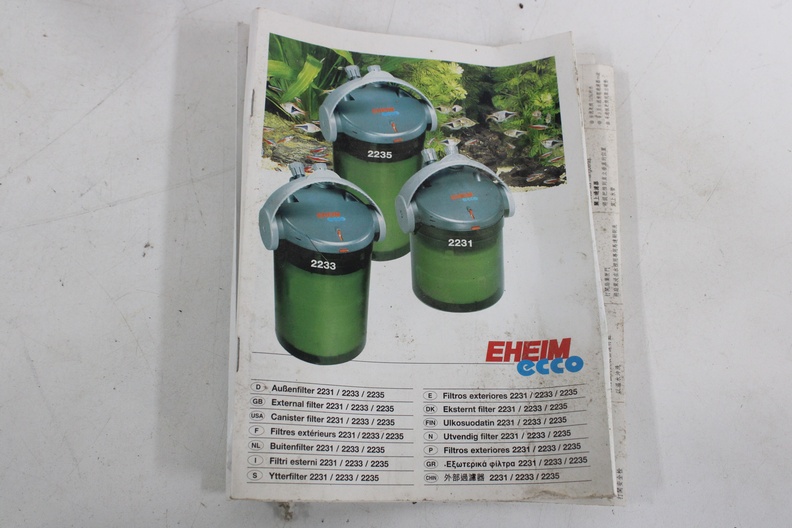 EHEIM
2235
EHEIM
2231
EHEIM
2233
EHEIM
ecco
D Außenfilter 2231 / 2233 / 2235
GB External filter 2231 / 2233 / 2235
USA Canister filter 2231 / 2233 / 2235
F Filtres extérieurs 2231 / 2233 / 2235
NL Buitenfilter 2231 / 2233 / 2235
I Filtri esterni 2231 / 2233 / 2235
S Ytterfilter 2231 / 2233 / 2235
E Filtros exteriores 2231 / 2233 / 2235
DK Eksternt filter 2231 / 2233 / 2235
FIN Ulkosuodatin 2231 / 2233 / 2235
N Utvendig filter 2231 / 2233 / 2235
P Filtros exteriores 2231 / 2233 / 2235
GR Εξωτερικά φίλτρα 2231 / 2233 / 2235
CHN 外部過濾器 2231 / 2233 / 2235